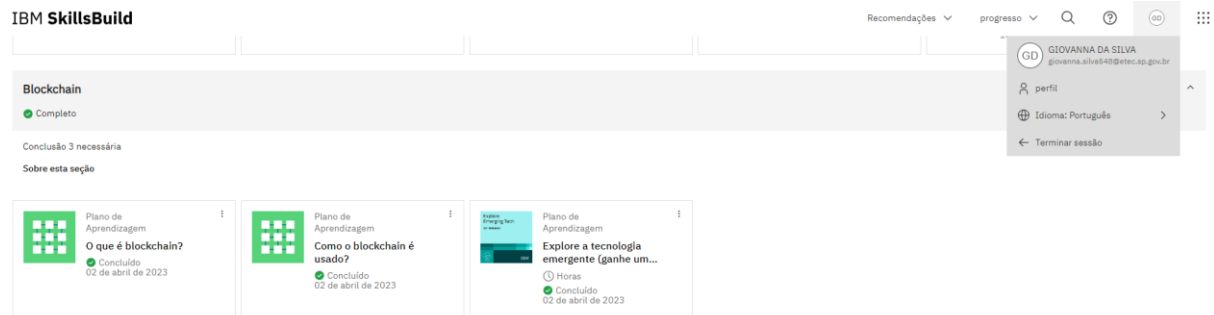 IBM SkillsBuild
Recomendações
progresso
GD
GD
GIOVANNA DA SILVA
giovanna.silva548@etec.sp.gov.br
perfil
Idioma: Português
Terminar sessão
Blockchain
Completo
Conclusão 3 necessária
Sobre esta seção
Plano de
Aprendizagem
O que é blockchain?
Concluído
02 de abril de 2023
Plano de
Aprendizagem
Como o blockchain é
usado?
Concluído
02 de abril de 2023
Explore
Emerging Tech
Plano de
Aprendizagem
Explore a tecnologia
emergente (ganhe um...
Horas
Concluído
02 de abril de 2023